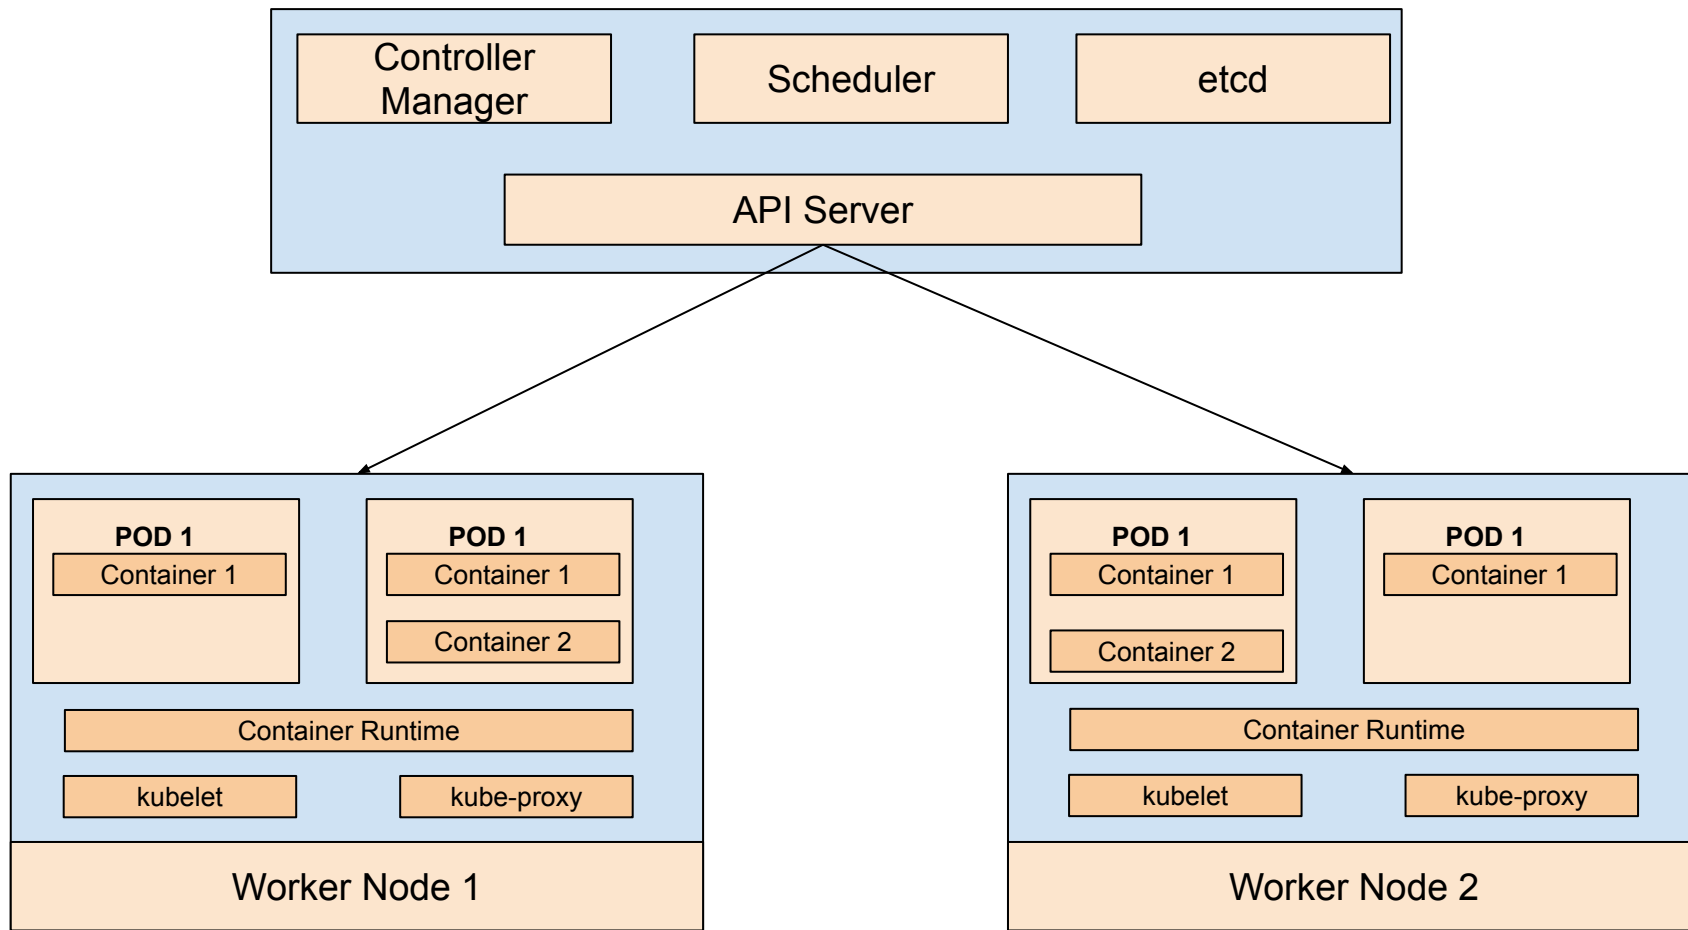 Controller
Manager
Scheduler
etcd
API Server
POD 1
Container 1
POD 1
Container 1
Container 2
Container Runtime
kubelet
kube-proxy
Worker Node 1
POD 1
Container 1
Container 2
POD 1
Container 1
Container Runtime
kubelet
kube-proxy
Worker Node 2